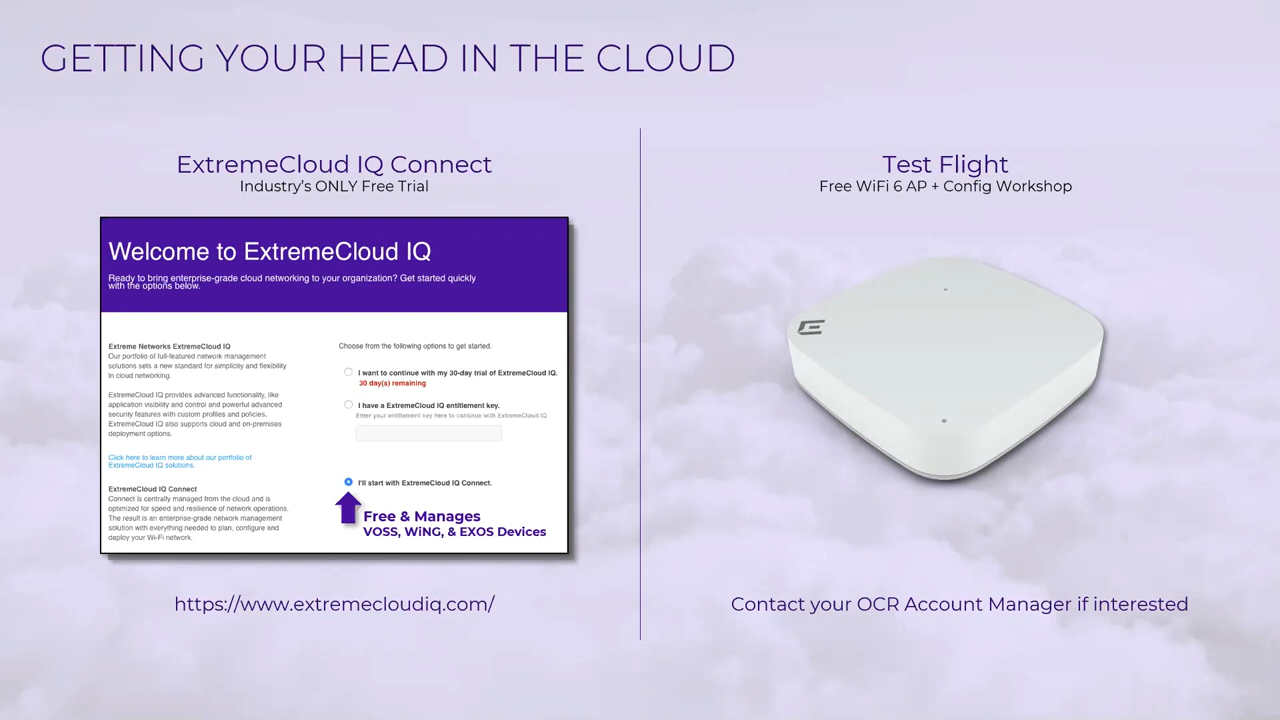 GETTING YOUR HEAD IN THE CLOUD
ExtremeCloud IQ Connect
Industry's ONLY Free Trial
Welcome to ExtremeCloud IQ
Ready to bring enterprise-grade cloud networking to your organization? Get started quickly
with the options below.
Extreme Networks ExtremeCloud IQ
Our portfolio of full-featured network management
solutions sets a new standard for simplicity and flexibility
in cloud networking.
ExtremeCloud IQ provides advanced functionality, like
application visibility and control and powerful advanced
security features with custom profiles and policies.
ExtremeCloud IQ also supports cloud and on-premises
deployment options.
Click here to learn more about our portfolio of
ExtremeCloud IQ solutions.
ExtremeCloud IQ Connect
Connect is centrally managed from the cloud and is
optimized for speed and resilience of network operations.
The result is an enterprise-grade network management
solution with everything needed to plan, configure and
deploy your Wi-Fi network.
Choose from the following options to get started.
I want to continue with my 30-day trial of ExtremeCloud IQ.
30 day(s) remaining
I have a ExtremeCloud IQ entitlement key.
Enter your entitlement key here to continue with ExtremeCloud IQ
I'll start with ExtremeCloud IQ Connect.
Free & Manages
VOSS, WiNG, & EXOS Devices
https://www.extremecloudiq.com/
Test Flight
Free WiFi 6 AP + Config Workshop
Contact your OCR Account Manager if interested